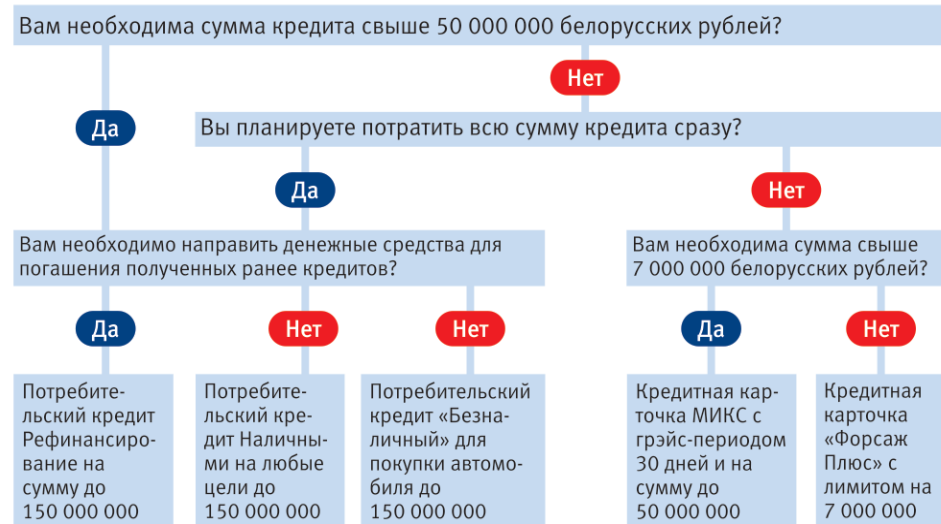 Вам необходима сумма кредита свыше 50 000 000 белорусских рублей?
Нет
Да
Вы планируете потратить всю сумму кредита сразу?
Да
Нет
Вам необходимо направить денежные средства для
погашения полученных ранее кредитов?
Вам необходима сумма свыше
7 000 000 белорусских рублей?
Да
Нет
Нет
Да
Нет
Потребите-
льский кредит
Рефинансиро-
вание на
сумму до
150 000 000
Потребите-
льский кре-
дит Наличны-
ми на любые
цели до
150 000 000
Потребительский
кредит «Безна-
личный» для
покупки автомо-
биля до
150 000 000
Кредитная кар-
точка МИКС с
грэйс-периодом
30 дней и на
сумму до
50 000 000
Кредитная
карточка
«Форсаж
Плюс» с
лимитом на
7 000 000